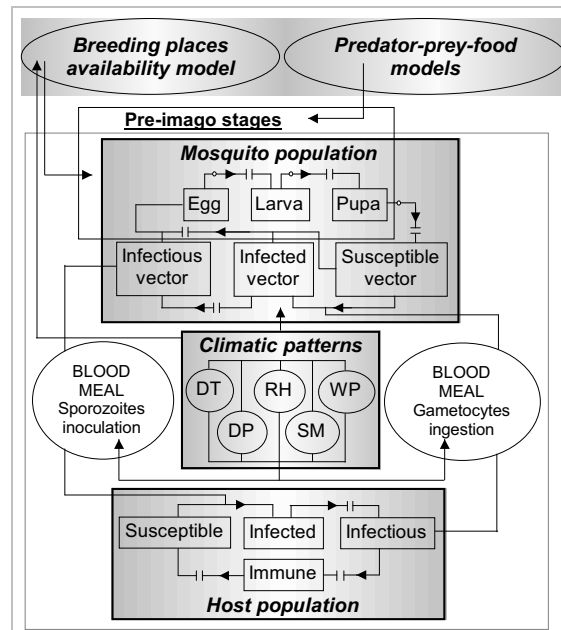 Breeding places
availability model
Predator-prey-food
models
Pre-imago stages
Mosquito population
Egg
Larva
Pupa
Infectious
vector
Infected
vector
Susceptible
vector
Climatic patterns
DT
RH
WP
DP
SM
BLOOD
MEAL
Sporozoites
inoculation
BLOOD
MEAL
Gametocytes
ingestion
Susceptible
Infected
Infectious
Immune
Host population